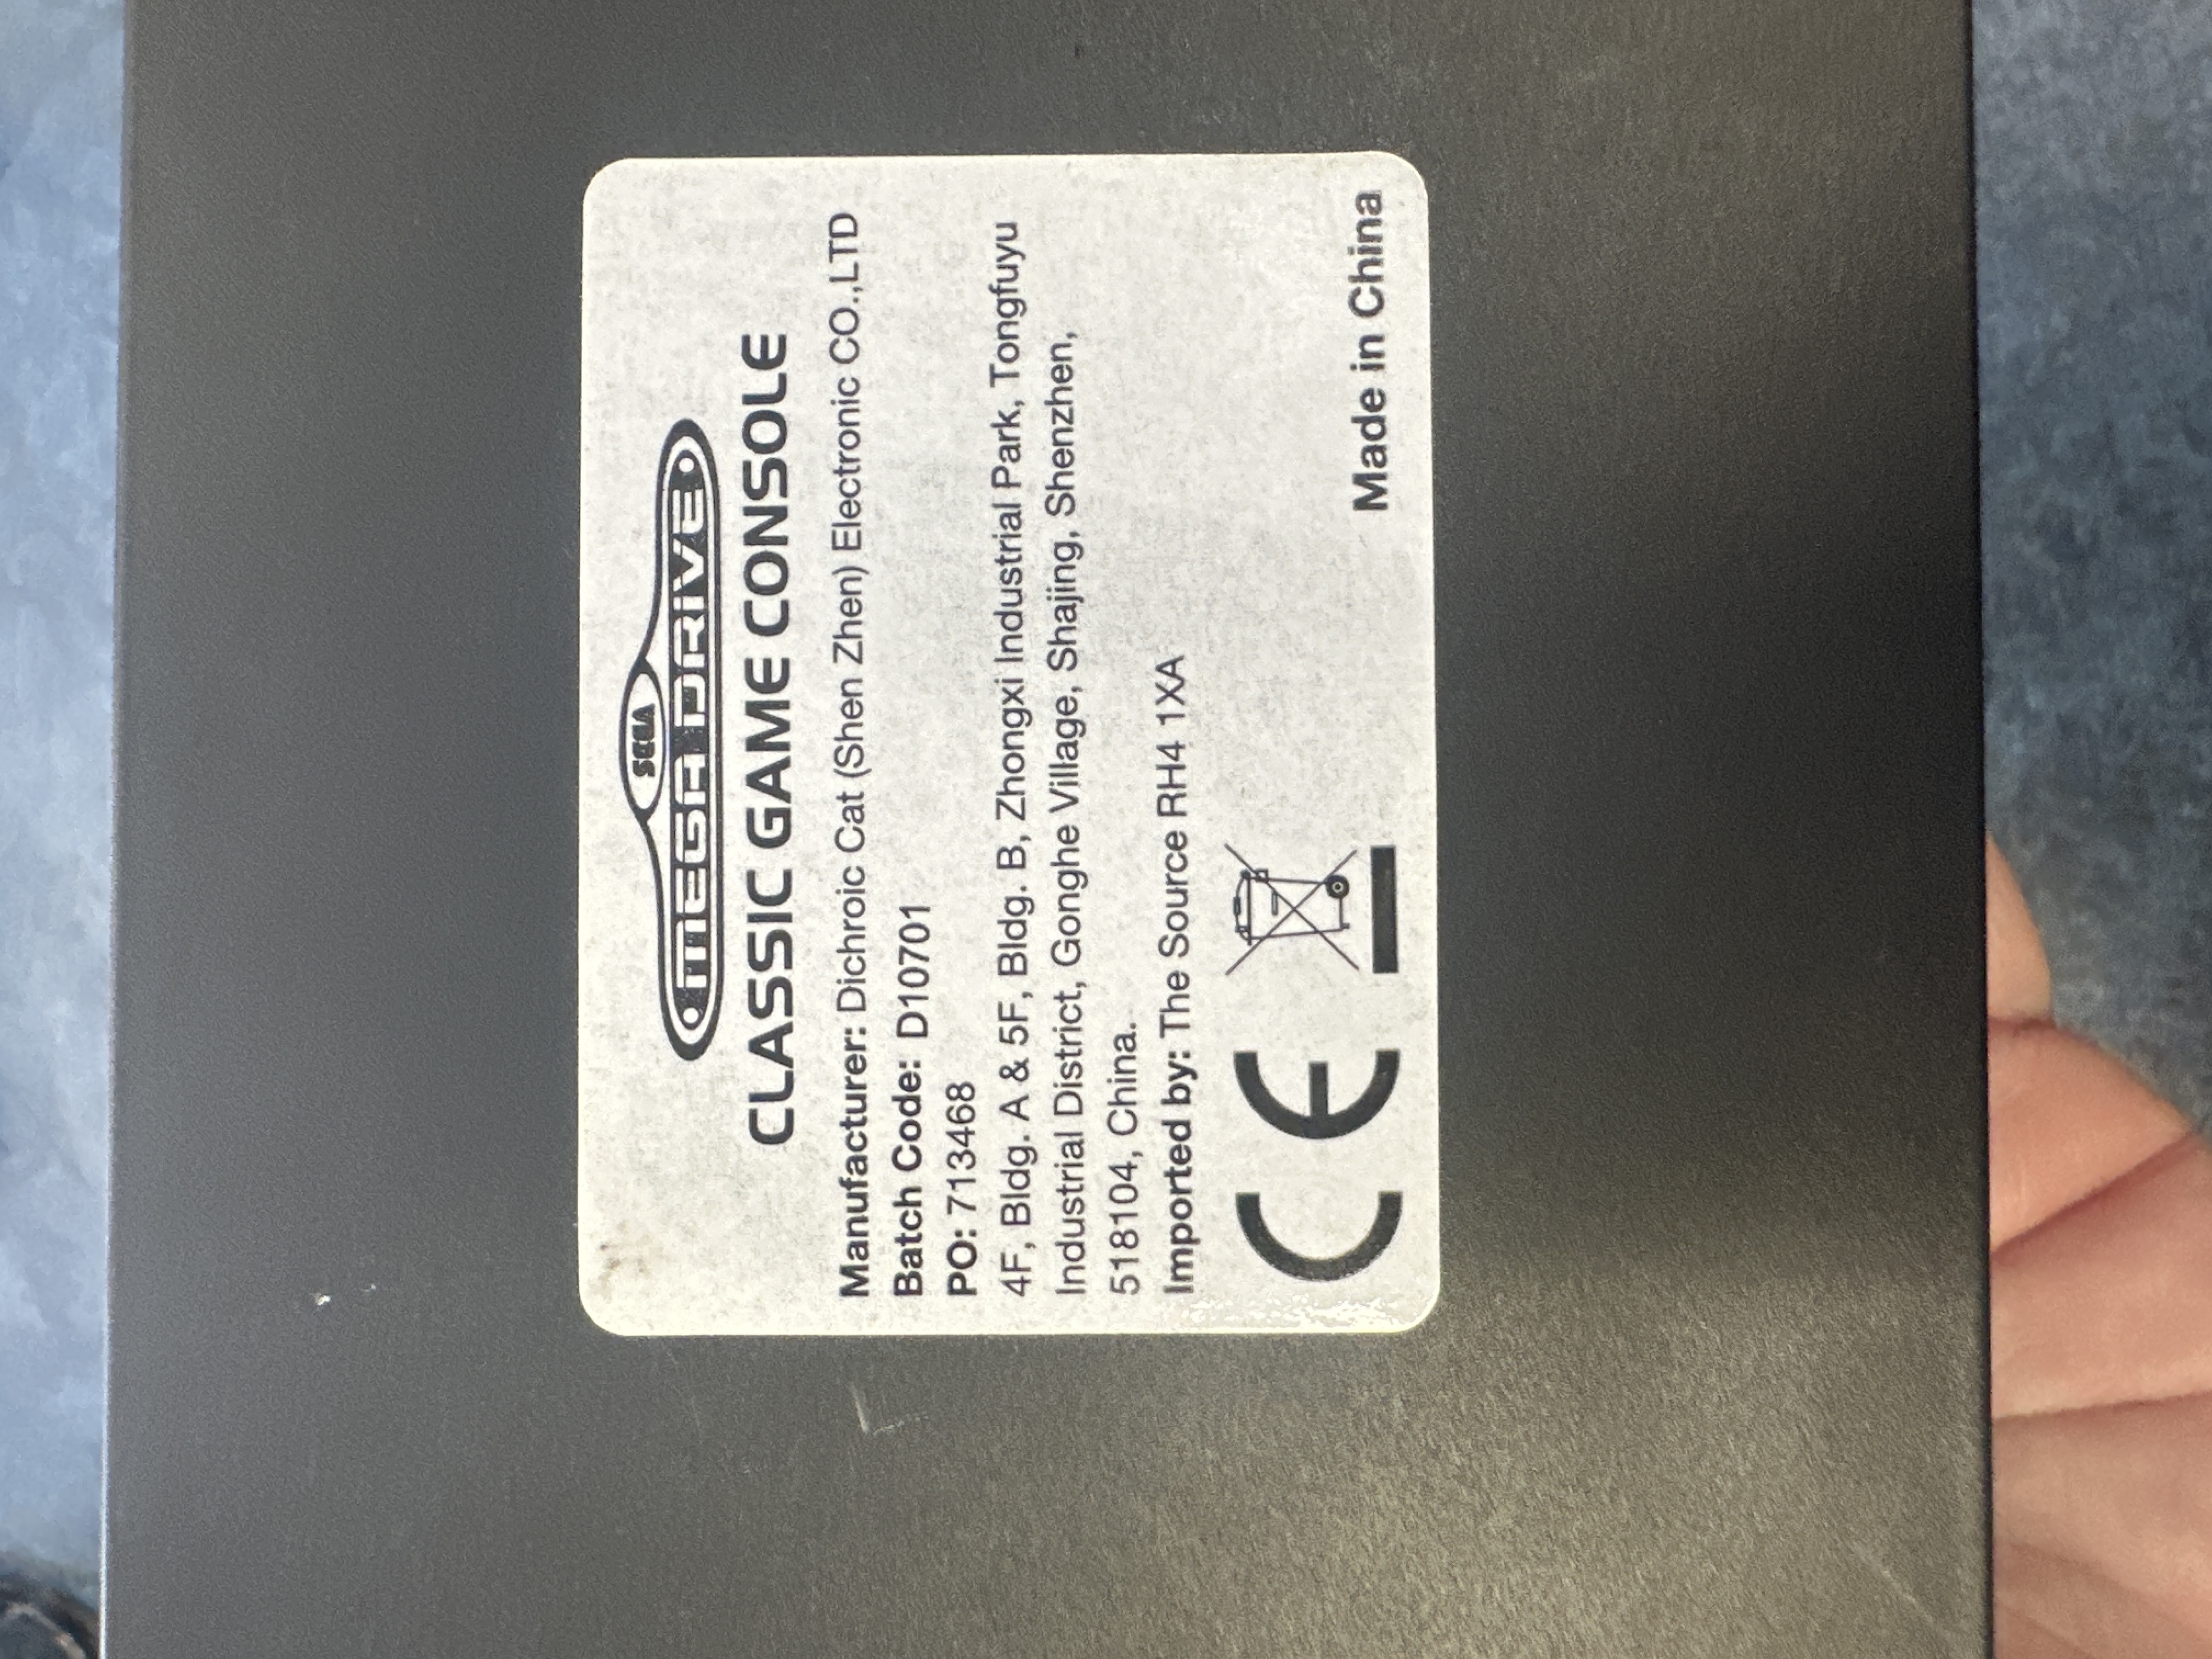 SEGA
MEGA DRIVE
CLASSIC GAME CONSOLE
Manufacturer: Dichroic Cat (Shen Zhen) Electronic CO.,LTD
Batch Code: D10701
PO: 713468
4F, Bldg. A & 5F, Bldg. B, Zhongxi Industrial Park, Tongfuyu
Industrial District, Gonghe Village, Shajing, Shenzhen,
518104, China.
Imported by: The Source RH4 1XA
CE
Made in China